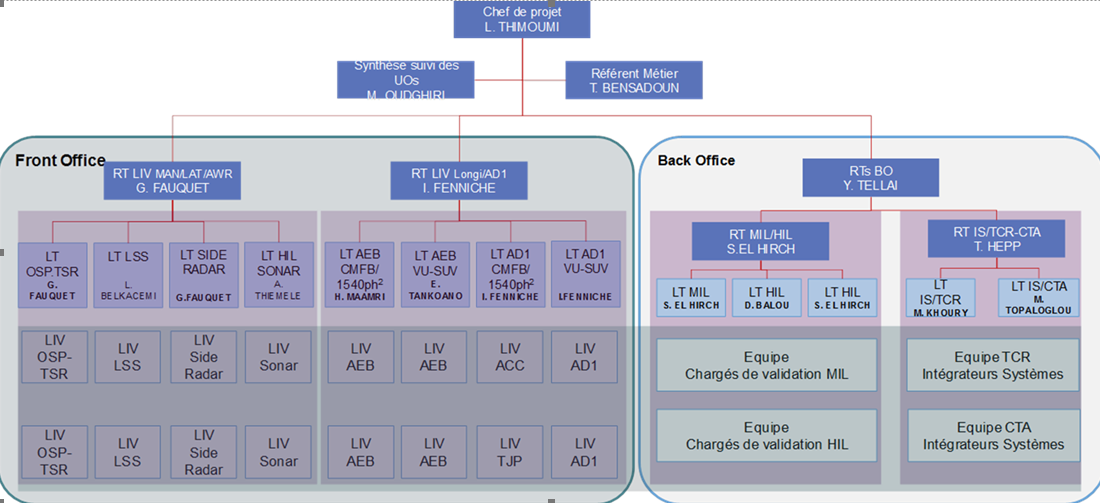 Chef de projet
L. THIMOUMI
Synthèse suivi des
UOs
M. OUDGHIRI
Référent Métier
T. BENSADOUN
Front Office
Back Office
RT LIV MAN/LAT/AWR
G. FAUQUET
RT LIV Longi/AD1
I. FENNICHE
RTs BO
Y. TELLAI
RT MIL/HIL
S.EL HIRCH
RT IS/TCR-CTA
T. HEPP
LT
OSP.TSR
G.
FAUQUET
LT LSS
L.
BELKACEMI
LT SIDE
RADAR
G.FAUQUET
LT HIL
SONAR
A.
THIEMELE
LT AEB
CMFB/
1540ph²
H. MAAMRI
LT AEB
VU-SUV
E.
TANKOANO
LT AD1
CMFB/
1540ph²
I. FENNICHE
LT AD1
VU-SUV
I.FENNICHE
LT MIL
S. EL HIRCH
LT HIL
D. BALOU
LT HIL
S. EL HIRCH
LT
IS/TCR
M. KHOURY
LT IS/CTA
M.
TOPALOGLOU
LIV
OSP-
TSR
LIV
LSS
LIV
Side
Radar
LIV
Sonar
LIV
AEB
LIV
AEB
LIV
ACC
LIV
AD1
Equipe
Chargés de validation MIL
Equipe TCR
Intégrateurs Systèmes
LIV
OSP-
TSR
LIV
LSS
LIV
Side
Radar
LIV
Sonar
LIV
AEB
LIV
AEB
LIV
TJP
LIV
AD1
Equipe
Chargés de validation HIL
Equipe CTA
Intégrateurs Systèmes